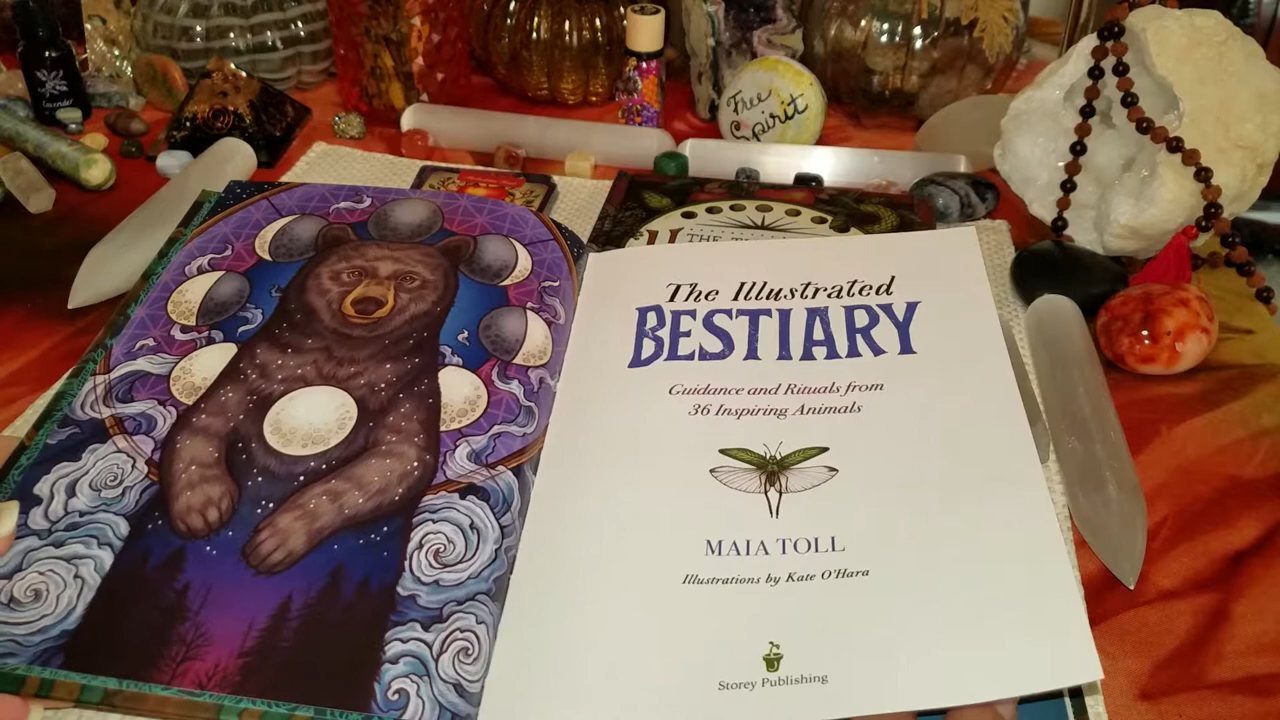 lavender
Free
Spirit
THE
The Illustrated
BESTIARY
Guidance and Rituals from
36 Inspiring Animals
MAIA TOLL
Illustrations by Kate O'Hara
Storey Publishing